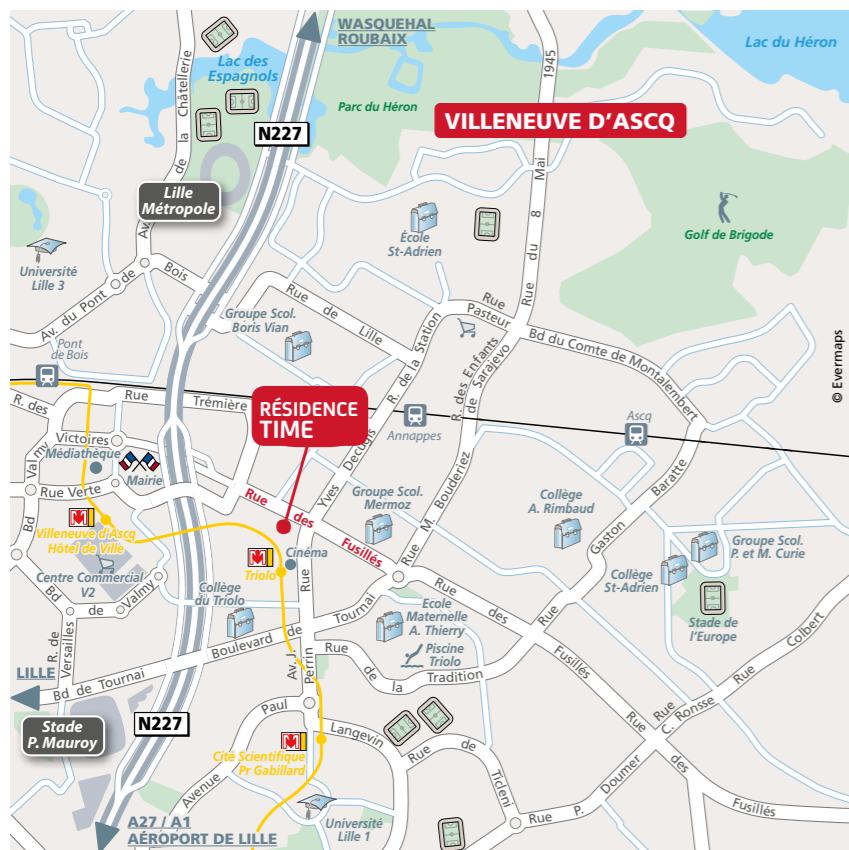 WASQUEHAL
ROUBAIX
Lac du Héron
Av. du Pont de Bois
de la Châtellerie
Lac des
Espagnols
1945
Parc du Héron
N227
VILLENEUVE D'ASCQ
Rue du 8 Mai
Lille
Métropole
École
St-Adrien
Golf de Brigode
Université
Lille 3
Rue de Lille
Groupe Scol.
Boris Vian
Rue
Pasteur
Bd du Comte de Montalembert
© Evermaps
Pont
de Bois
R. de la Station
R. des Enfants
de Sarajevo
R. des
Rue Trémière
RÉSIDENCE
TIME
Annappes
Ascq
Victoires
Valmy
Médiathèque
Mairie
Rue Verte
Rue Yves Decugis
Rue des Fusillés
Groupe Scol.
Mermoz
Rue M. Bouderiez
Collège
A. Rimbaud
Rue Gaston Baratte
Villeneuve d'Ascq
Hôtel de Ville
Bd
Cinéma
Triolo
Groupe Scol.
P. et M. Curie
Collège
St-Adrien
Centre Commercial
V2
Bd de Valmy
Collège
du Triolo
Stade de
l'Europe
Ecole
Maternelle
A. Thierry
Rue des Fusillés
Boulevard de Tournai
R. de
Versailles
Piscine
Triolo
Rue Colbert
LILLE
Bd de Tournai
Av. J. Perrin
Rue de la Tradition
Rue
C. Ronsse
Stade
P. Mauroy
N227
Avenue Paul Langevin
Cité Scientifique
Pr Gabillard
Rue de Ticleni
Rue P. Doumer
Rue des Fusillés
A27 / A1
AÉROPORT DE LILLE
Université
Lille 1